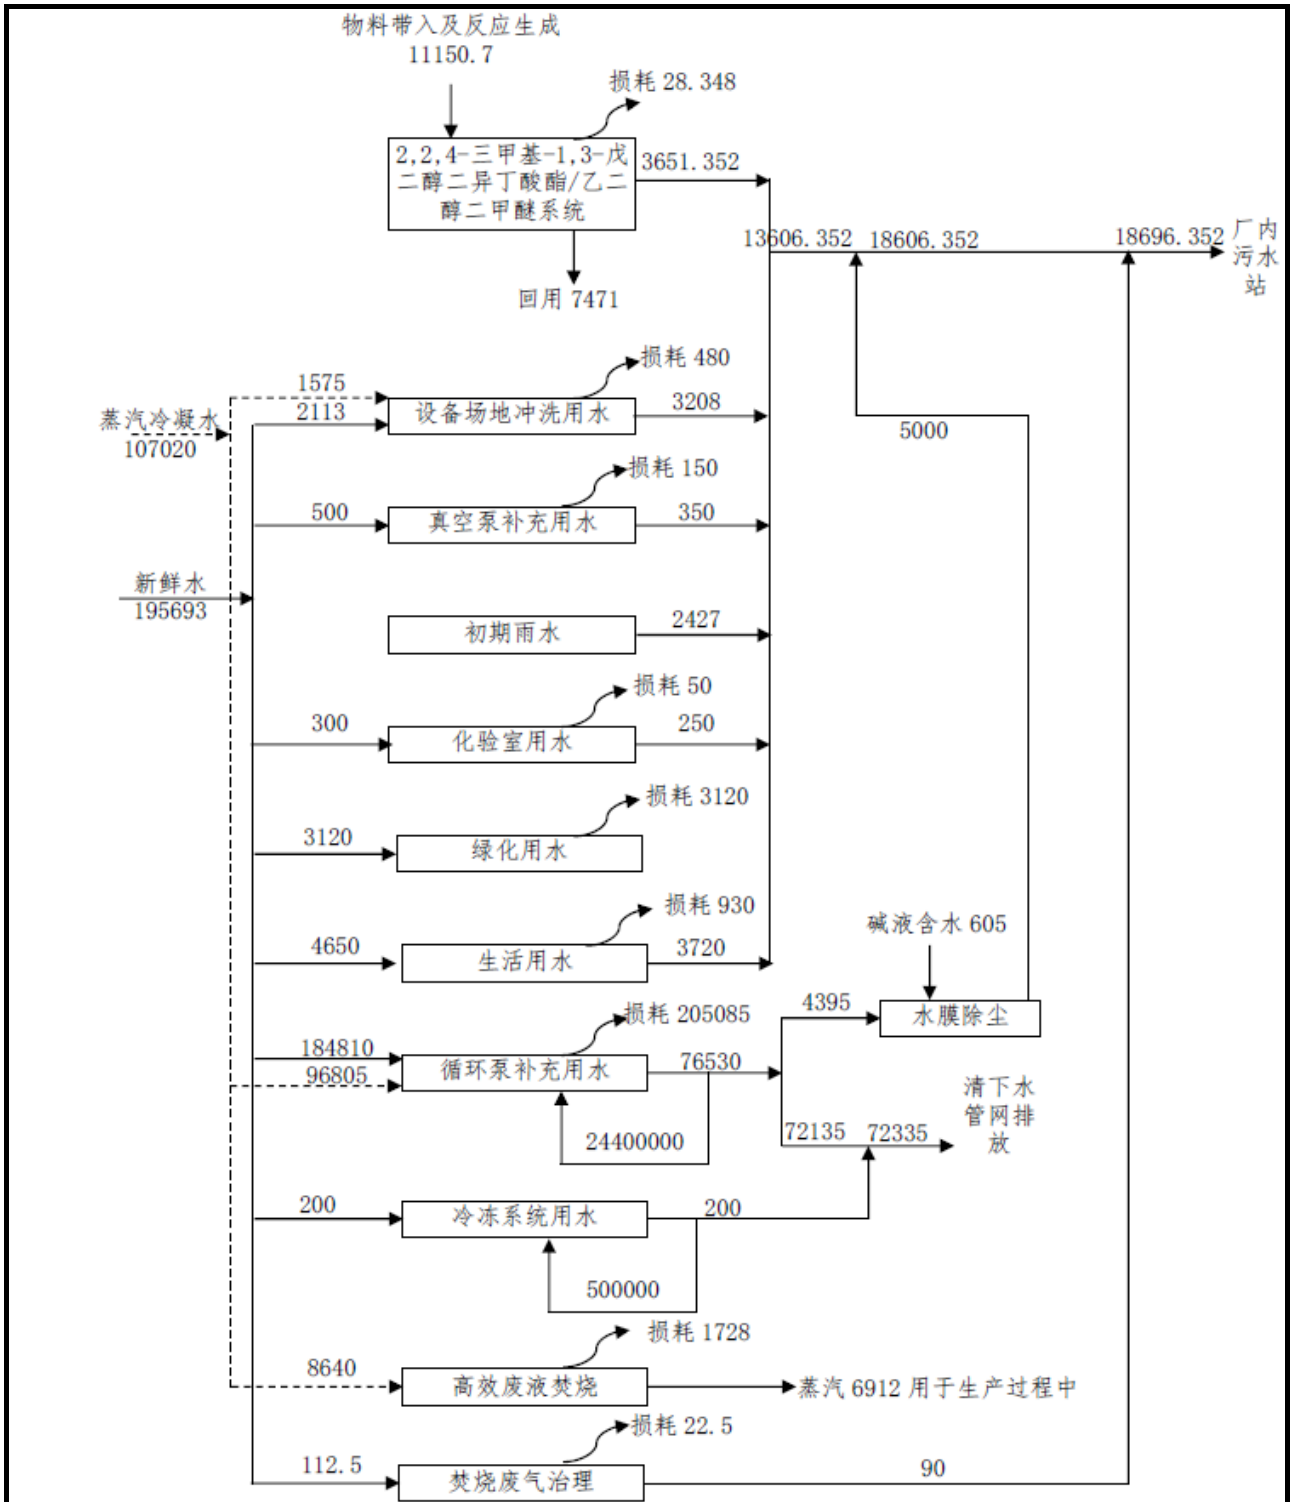 物料带入及反应生成
11150.7
损耗 28.348
2,2,4-三甲基-1,3-戊
二醇二异丁酸酯/乙二
醇二甲醚系统
3651.352
回用 7471
13606.352
18606.352
18696.352
厂内
污水
站
损耗 480
1575
2113
设备场地冲洗用水
3208
蒸汽冷凝水
107020
5000
损耗 150
500
真空泵补充用水
350
新鲜水
195693
初期雨水
2427
损耗 50
300
化验室用水
250
损耗 3120
3120
绿化用水
损耗 930
4650
生活用水
3720
碱液含水 605
4395
水膜除尘
损耗 205085
184810
96805
循环泵补充用水
76530
24400000
清下水
管网排
放
72135
72335
200
冷冻系统用水
200
500000
损耗 1728
8640
高效废液焚烧
蒸汽 6912 用于生产过程中
损耗 22.5
112.5
焚烧废气治理
90